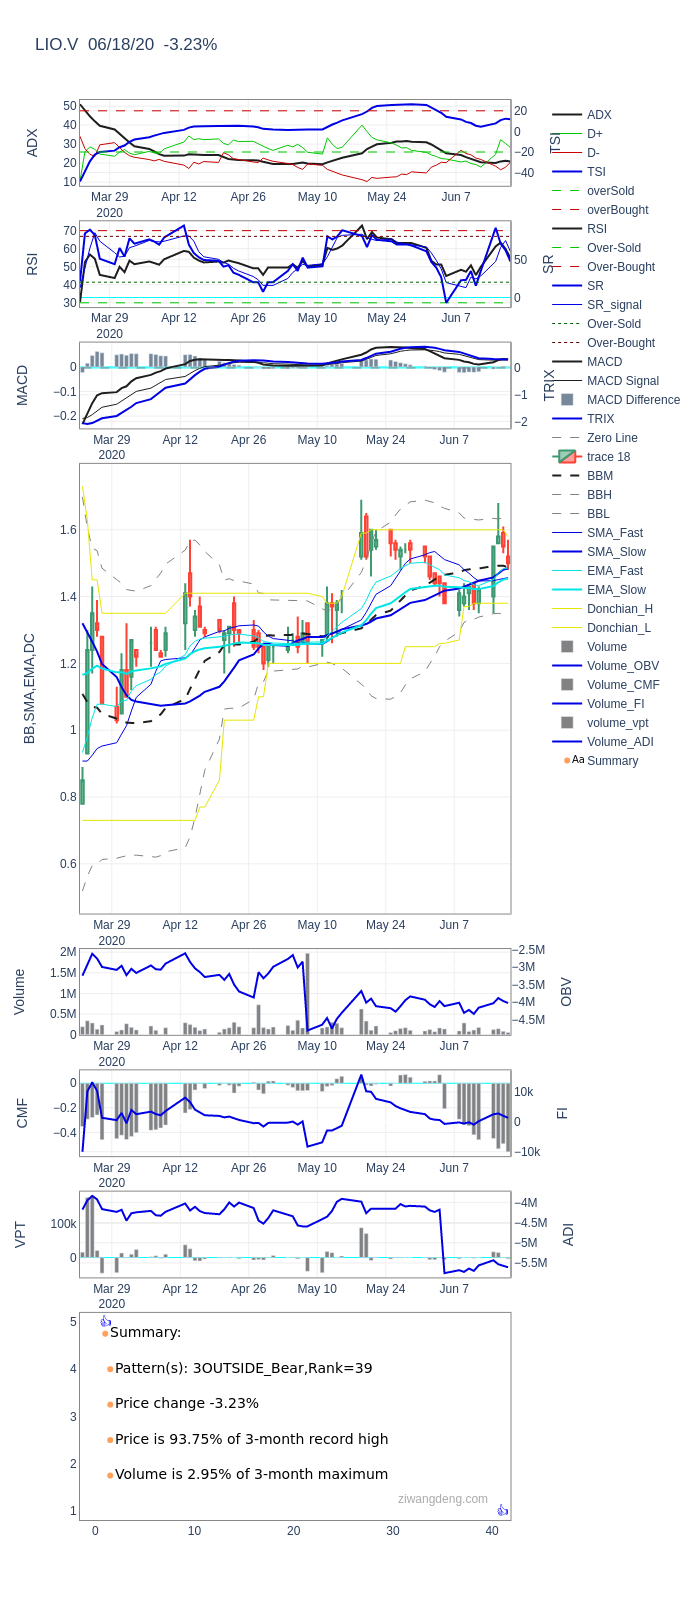 LIO.V 06/18/20 -3.23%
ADX
50
40
30
20
10
20
0
−20
−40
TSI
Mar 29 Apr 12 Apr 26 May 10 May 24 Jun 7
2020
RSI
70
60
50
40
30
50
0
SR
Mar 29 Apr 12 Apr 26 May 10 May 24 Jun 7
2020
MACD
0
−0.1
−0.2
0
−1
−2
TRIX
Mar 29 Apr 12 Apr 26 May 10 May 24 Jun 7
2020
BB,SMA,EMA,DC
1.6
1.4
1.2
1
0.8
0.6
Mar 29 Apr 12 Apr 26 May 10 May 24 Jun 7
2020
Volume
2M
1.5M
1M
0.5M
0
−2.5M
−3M
−3.5M
−4M
−4.5M
OBV
Mar 29 Apr 12 Apr 26 May 10 May 24 Jun 7
2020
CMF
0
−0.2
−0.4
10k
0
−10k
FI
Mar 29 Apr 12 Apr 26 May 10 May 24 Jun 7
2020
VPT
100k
0
−4M
−4.5M
−5M
−5.5M
ADI
Mar 29 Apr 12 Apr 26 May 10 May 24 Jun 7
2020
5
4
3
2
1
Summary:
Pattern(s): 3OUTSIDE_Bear,Rank=39
Price change -3.23%
Price is 93.75% of 3-month record high
Volume is 2.95% of 3-month maximum
ziwangdeng.com
0 10 20 30 40
ADX
D+
D-
TSI
overSold
overBought
RSI
Over-Sold
Over-Bought
SR
SR_signal
Over-Sold
Over-Bought
MACD
MACD Signal
MACD Difference
TRIX
Zero Line
trace 18
BBM
BBH
BBL
SMA_Fast
SMA_Slow
EMA_Fast
EMA_Slow
Donchian_H
Donchian_L
Volume
Volume_OBV
Volume_CMF
Volume_FI
volume_vpt
Volume_ADI
Aa Summary